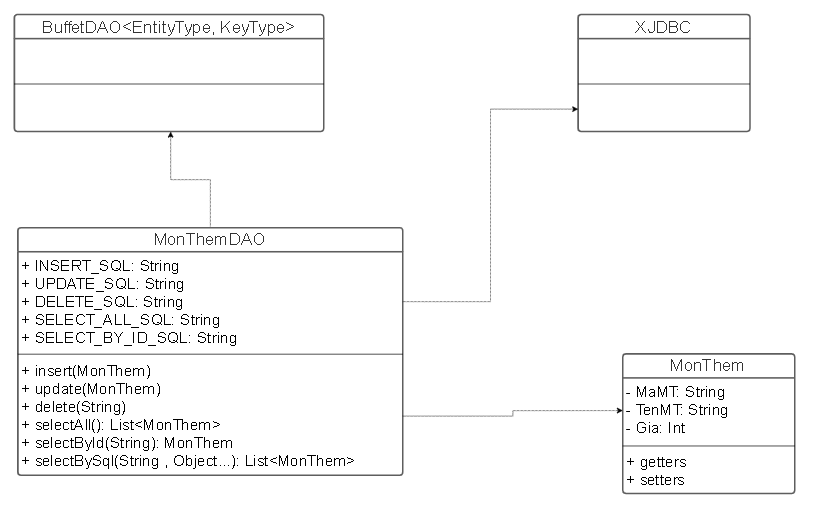 BuffetDAO<EntityType, KeyType>
XJDBC
MonThemDAO
+ INSERT_SQL: String
+ UPDATE_SQL: String
+ DELETE_SQL: String
+ SELECT_ALL_SQL: String
+ SELECT_BY_ID_SQL: String
+ insert(MonThem)
+ update(MonThem)
+ delete(String)
+ selectAll(): List<MonThem>
+ selectById(String): MonThem
+ selectBySql(String , Object...): List<MonThem>
MonThem
- MaMT: String
- TenMT: String
- Gia: Int
+ getters
+ setters